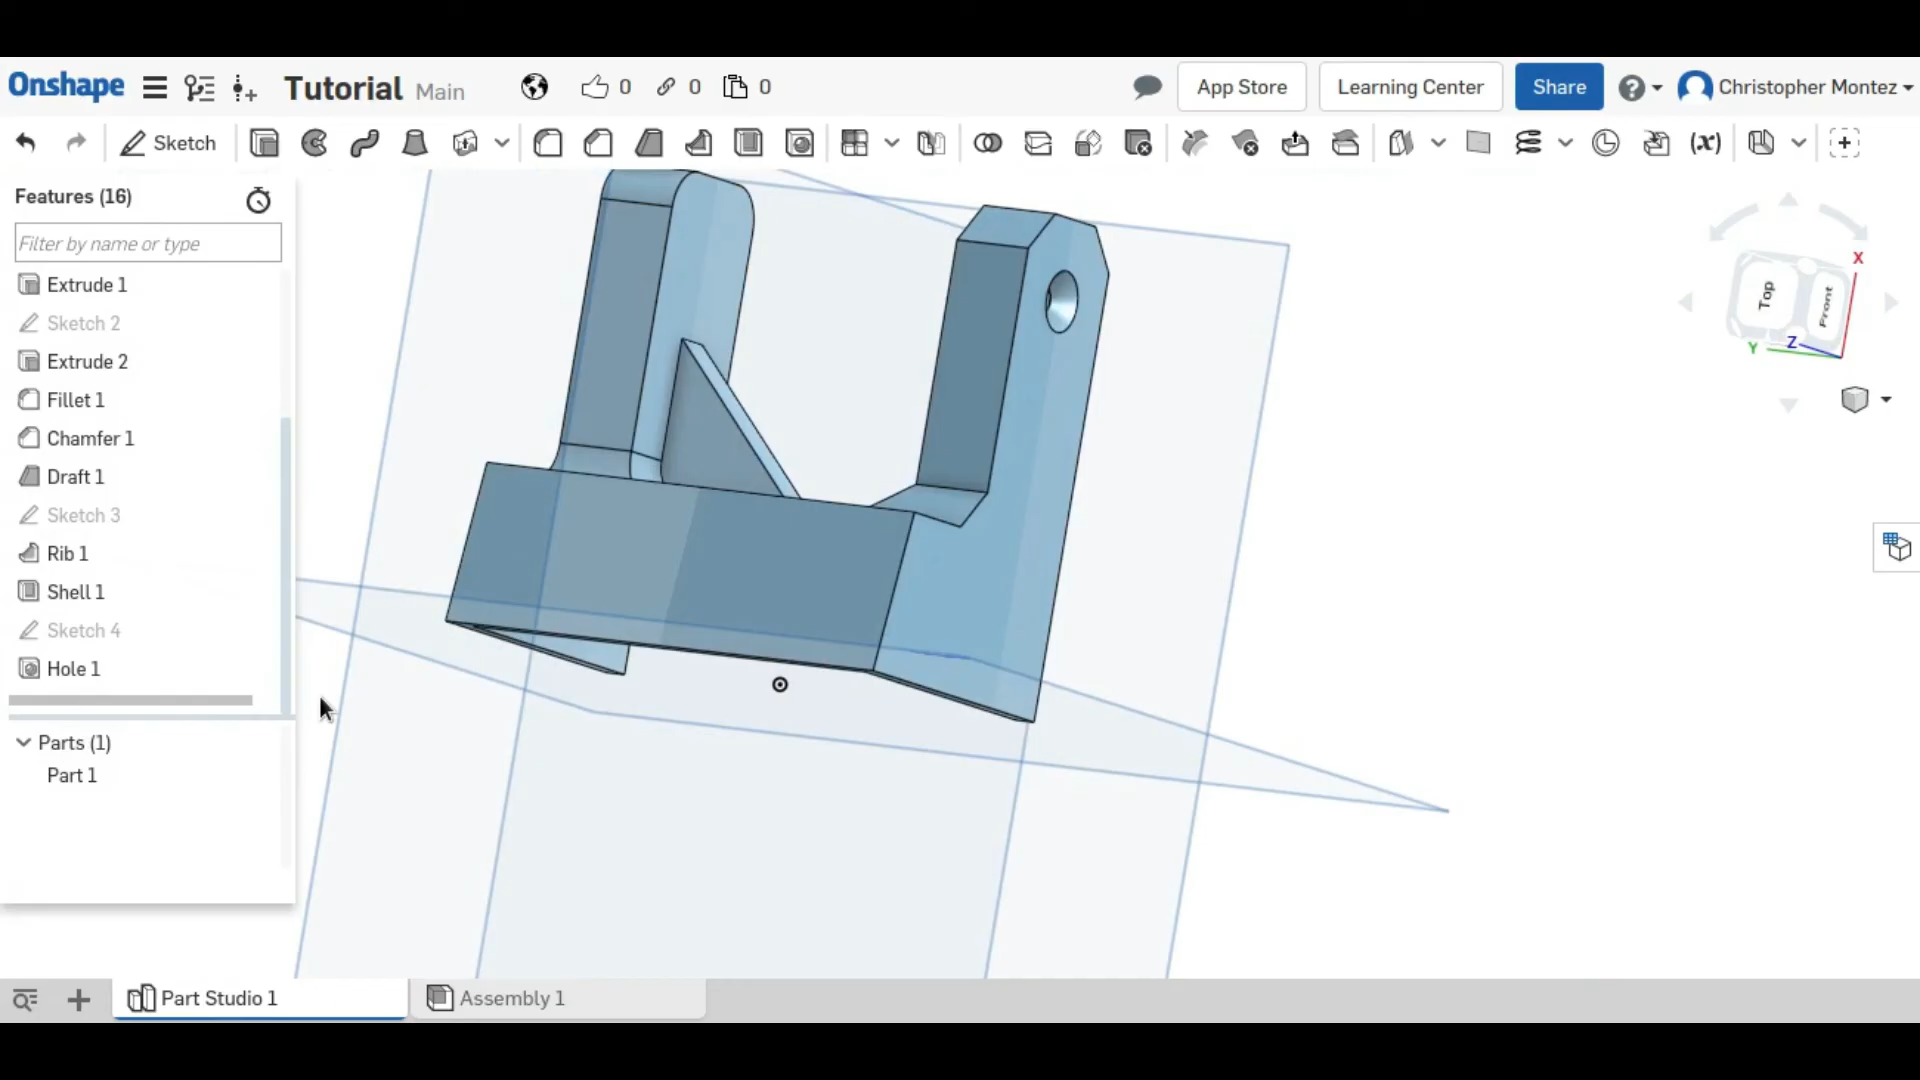 Onshape Tutorial Main 0 0 0 App Store Learning Center Share Christopher Montez
Sketch (x)
Features (16)
Filter by name or type
Extrude 1
Sketch 2
Extrude 2
Fillet 1
Chamfer 1
Draft 1
Sketch 3
Rib 1
Shell 1
Sketch 4
Hole 1
Parts (1)
Part 1
X
Top Front
Y Z
Part Studio 1 Assembly 1